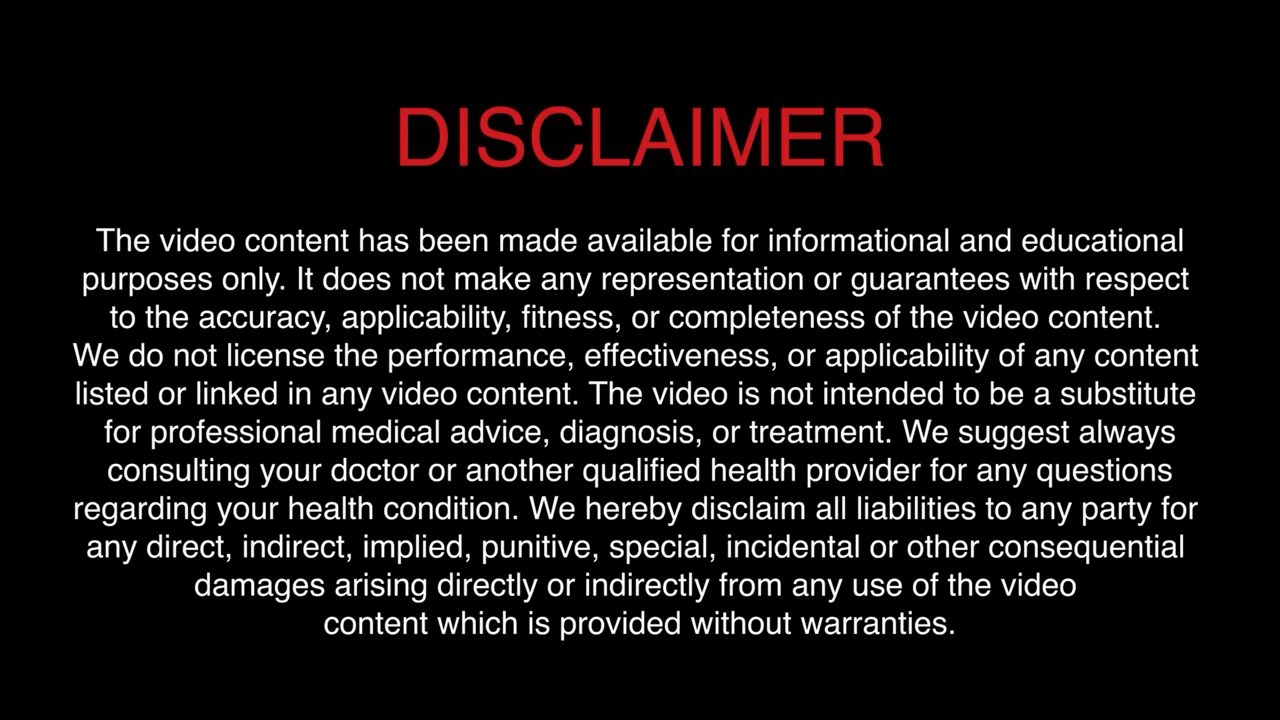 DISCLAIMER
The video content has been made available for informational and educational
purposes only. It does not make any representation or guarantees with respect
to the accuracy, applicability, fitness, or completeness of the video content.
We do not license the performance, effectiveness, or applicability of any content
listed or linked in any video content. The video is not intended to be a substitute
for professional medical advice, diagnosis, or treatment. We suggest always
consulting your doctor or another qualified health provider for any questions
regarding your health condition. We hereby disclaim all liabilities to any party for
any direct, indirect, implied, punitive, special, incidental or other consequential
damages arising directly or indirectly from any use of the video
content which is provided without warranties.